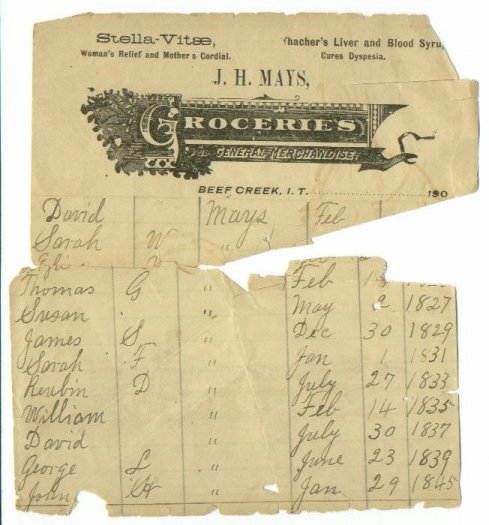 Stella-Vitae,
Woman's Relief and Mother's Cordial.
Thacher's Liver and Blood Syru
Cures Dyspesia.
J. H. MAYS,
GROCERIES
GENERAL MERCHANDISE,
BEEF CREEK, I. T. 190
David Mays Feb
Sarah W "
W
Thomas G " Feb 13
Susan " May 2 1827
James S " Dec 30 1829
Sarah F " Jan 1 1831
Reubin D " July 27 1833
William " Feb 14 1835
David " July 30 1837
George L " June 23 1839
John H " Jan 29 1845